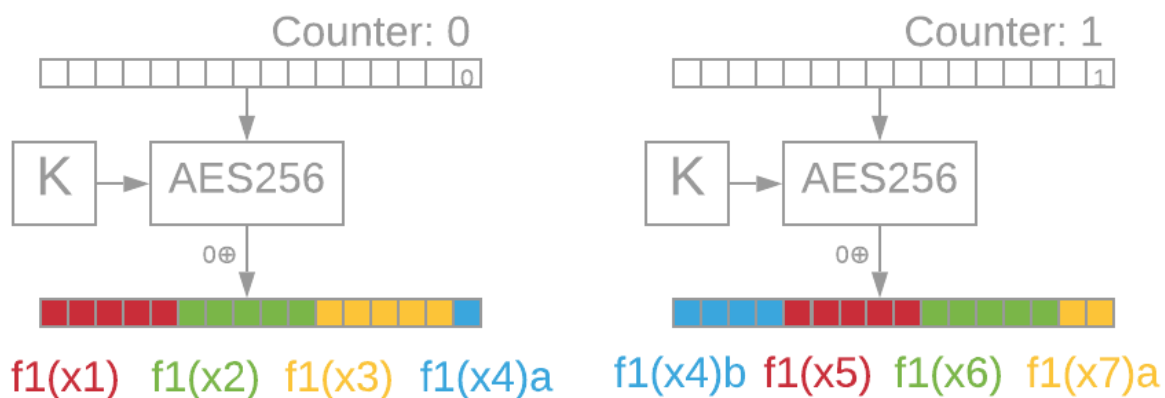 Counter: 0
0
K
AES256
0⊕
f1(x1) f1(x2) f1(x3) f1(x4)a
Counter: 1
1
K
AES256
0⊕
f1(x4)b f1(x5) f1(x6) f1(x7)a